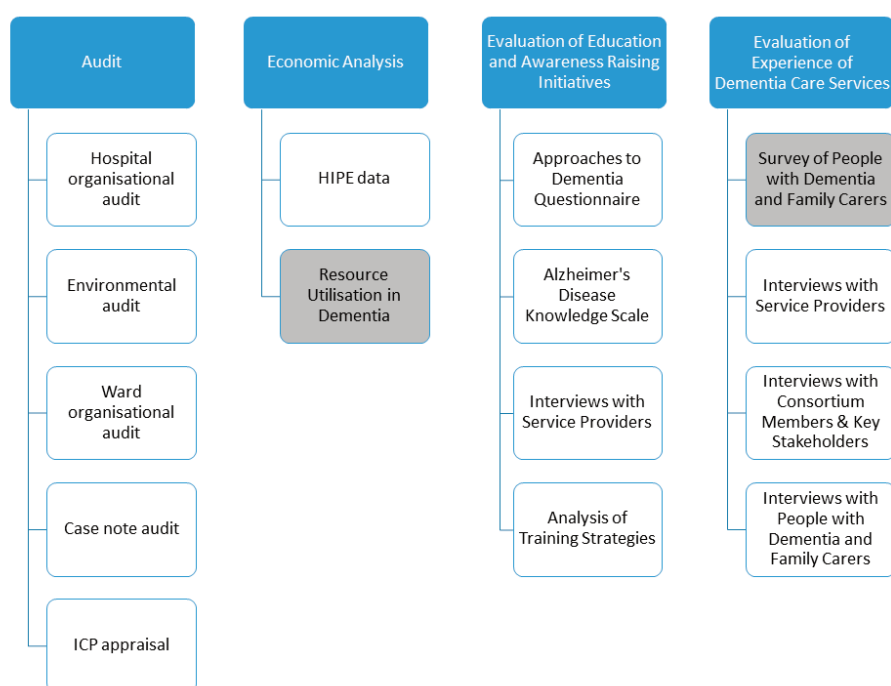 Audit
Hospital
organisational
audit
Environmental
audit
Ward
organisational
audit
Case note audit
ICP appraisal
Economic Analysis
HIPE data
Resource
Utilisation in
Dementia
Evaluation of Education
and Awareness Raising
Initiatives
Approaches to
Dementia
Questionnaire
Alzheimer's
Disease
Knowledge Scale
Interviews with
Service Providers
Analysis of
Training Strategies
Evaluation of
Experience of
Dementia Care Services
Survey of People
with Dementia
and Family Carers
Interviews with
Service Providers
Interviews with
Consortium
Members & Key
Stakeholders
Interviews with
People with
Dementia and
Family Carers